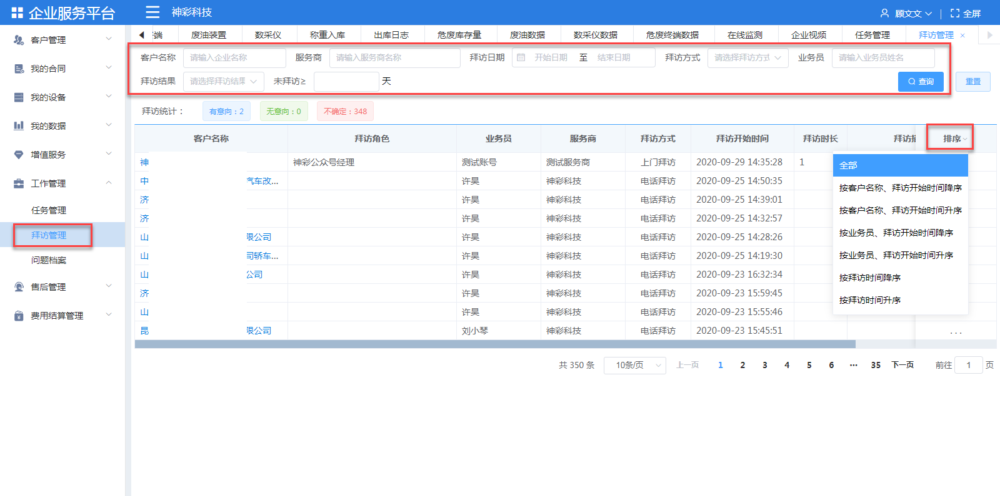 企业服务平台
神彩科技
顾文文
全屏
终端
废油装置
数采仪
称重入库
出库日志
危废库存量
废油数据
数采仪数据
危废终端数据
在线监测
企业视频
任务管理
拜访管理 ×
客户管理
我的合同
我的设备
我的数据
增值服务
工作管理
任务管理
拜访管理
问题档案
售后管理
费用结算管理
客户名称 请输入企业名称 服务商 请输入服务商名称 拜访日期 开始日期 至 结束日期 拜访方式 请选择拜访方式 业务员 请输入业务员姓名
拜访结果 请选择拜访结果 未拜访≥ 天 查询 重置
拜访统计： 有意向：2 无意向：0 不确定：348
客户名称 拜访角色 业务员 服务商 拜访方式 拜访开始时间 拜访时长 拜访 排序
神 神彩公众号经理 测试账号 测试服务商 上门拜访 2020-09-29 14:35:28 1
中 汽车改... 许昊 神彩科技 电话拜访 2020-09-25 14:50:35
济 许昊 神彩科技 电话拜访 2020-09-25 14:39:01
济 许昊 神彩科技 电话拜访 2020-09-25 14:32:57
山 限公司 许昊 神彩科技 电话拜访 2020-09-25 14:28:26
山 司轿车... 许昊 神彩科技 电话拜访 2020-09-25 14:19:30
山 公司 许昊 神彩科技 电话拜访 2020-09-23 16:32:34
济 许昊 神彩科技 电话拜访 2020-09-23 15:59:45
山 许昊 神彩科技 电话拜访 2020-09-23 15:55:46
昆 限公司 刘小琴 神彩科技 电话拜访 2020-09-23 15:45:51 ...
全部
按客户名称、拜访开始时间降序
按客户名称、拜访开始时间升序
按业务员、拜访开始时间降序
按业务员、拜访开始时间升序
按拜访时间降序
按拜访时间升序
共 350 条 10条/页 上一页 1 2 3 4 5 6 ··· 35 下一页 前往 1 页